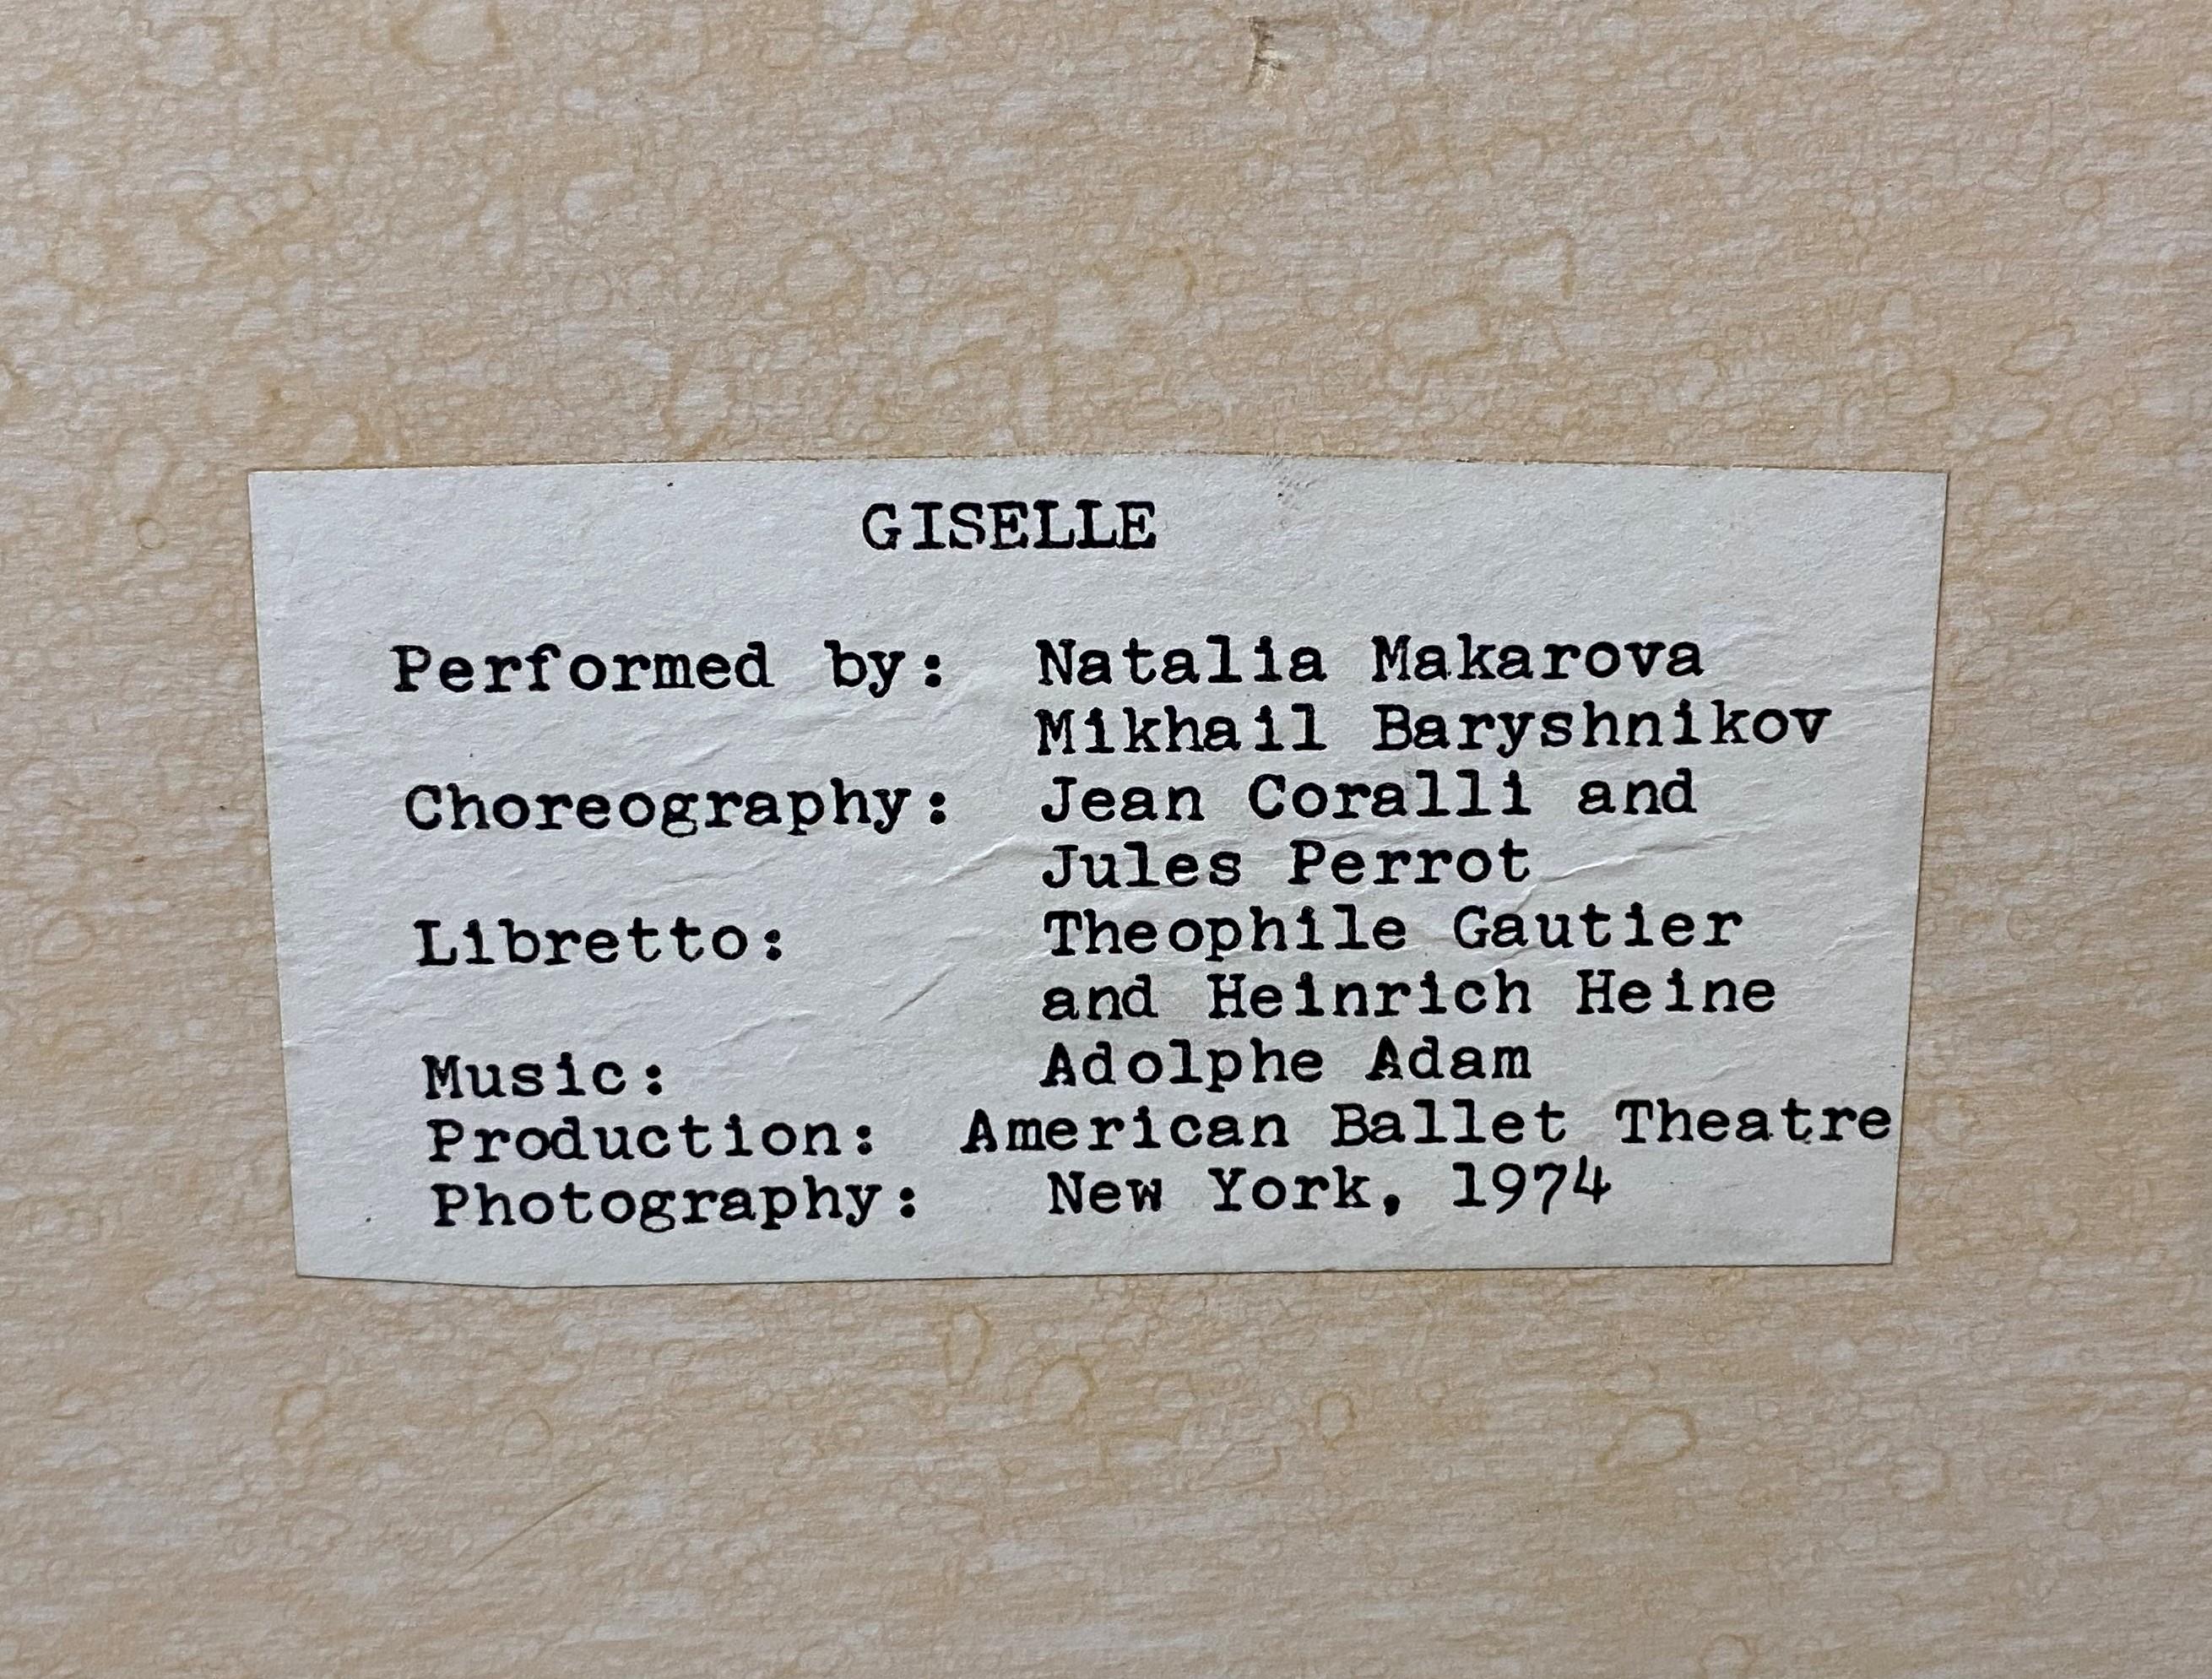 GISELLE
Performed by: Natalia Makarova
Mikhail Baryshnikov
Choreography: Jean Coralli and
Jules Perrot
Libretto: Theophile Gautier
and Heinrich Heine
Music: Adolphe Adam
Production: American Ballet Theatre
Photography: New York, 1974